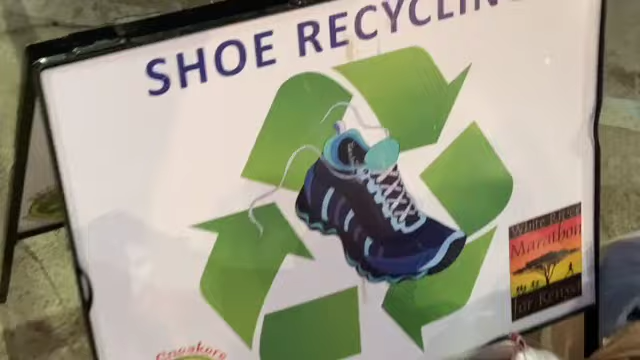 SHOE RECYCLING
White River
Marathon
for Kenya
Sneakers